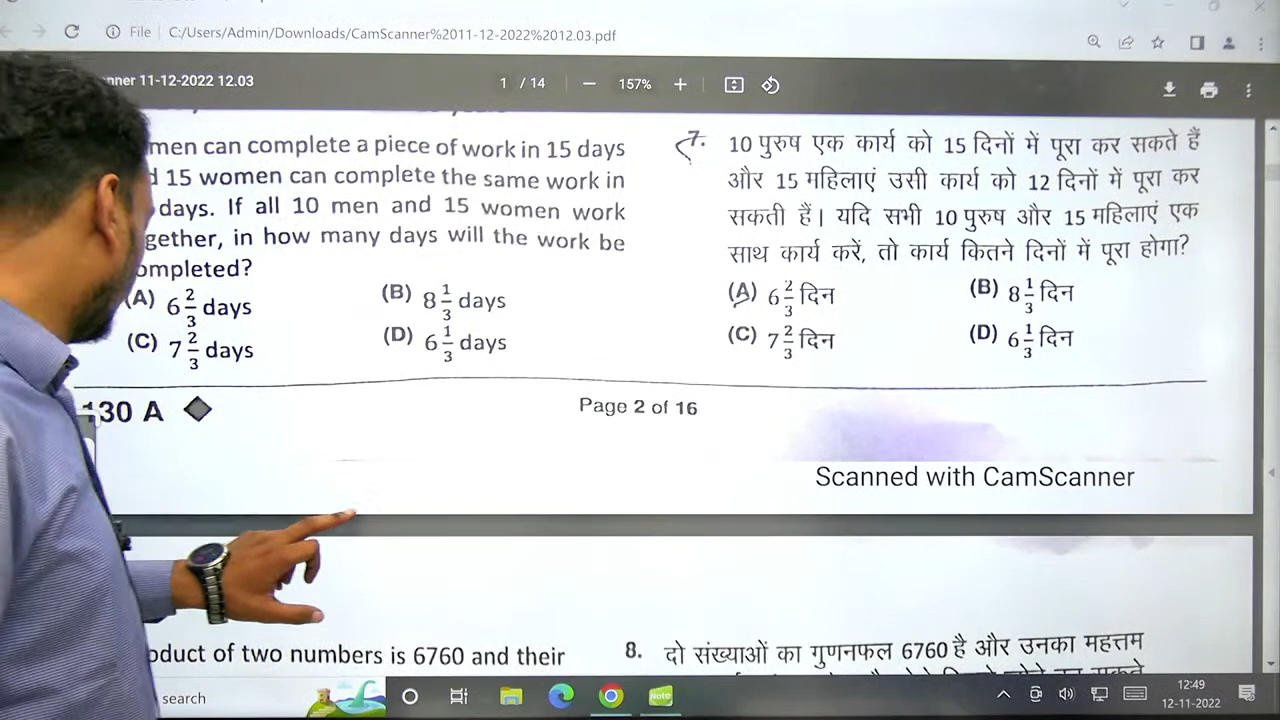 File C:/Users/Admin/Downloads/CamScanner%2011-12-2022%2012.03.pdf
nner 11-12-2022 12.03
1 / 14
157%
men can complete a piece of work in 15 days
15 women can complete the same work in
days. If all 10 men and 15 women work
gether, in how many days will the work be
ompleted?
(A) 6 2/3 days
(B) 8 1/3 days
(C) 7 2/3 days
(D) 6 1/3 days
7. 10 पुरुष एक कार्य को 15 दिनों में पूरा कर सकते हैं
और 15 महिलाएं उसी कार्य को 12 दिनों में पूरा कर
सकती हैं। यदि सभी 10 पुरुष और 15 महिलाएं एक
साथ कार्य करें, तो कार्य कितने दिनों में पूरा होगा?
(A) 6 2/3 दिन
(B) 8 1/3 दिन
(C) 7 2/3 दिन
(D) 6 1/3 दिन
130 A
Page 2 of 16
Scanned with CamScanner
oduct of two numbers is 6760 and their
8. दो संख्याओं का गुणनफल 6760 है और उनका महत्तम
search
Note
12:49
12-11-2022